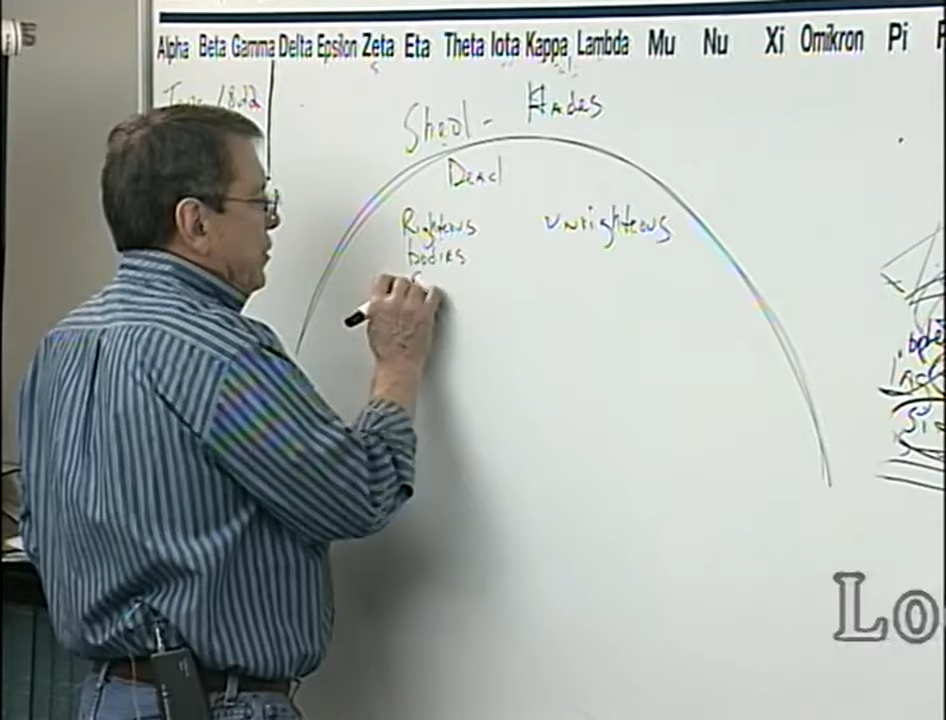 Alpha Beta Gamma Delta Epsilon Zeta Eta Theta Iota Kappa Lambda Mu Nu Xi Omikron Pi
Sheol - Hades
Dead
Righteous unrighteous
bodies
Lo